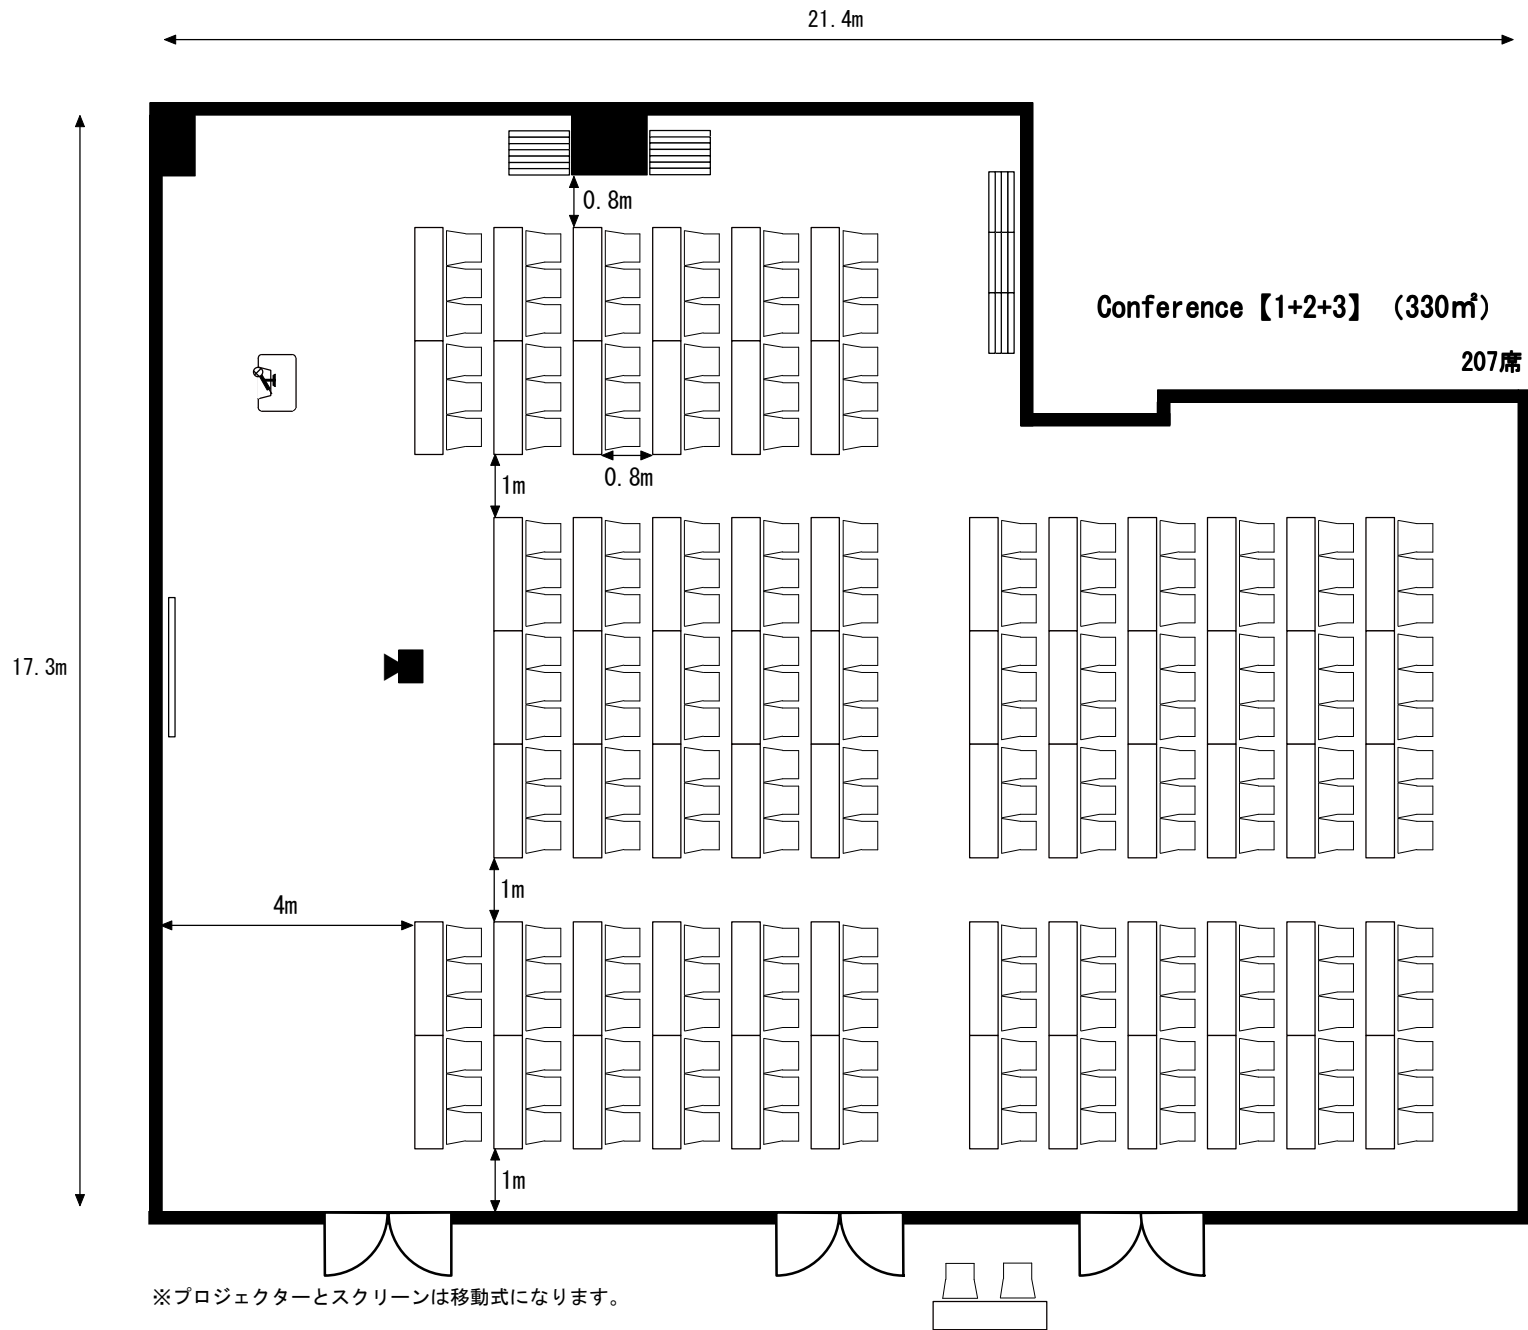 21.4m
0.8m
Conference【1+2+3】（330㎡）
207席
0.8m
1m
17.3m
1m
4m
1m
※プロジェクターとスクリーンは移動式になります。